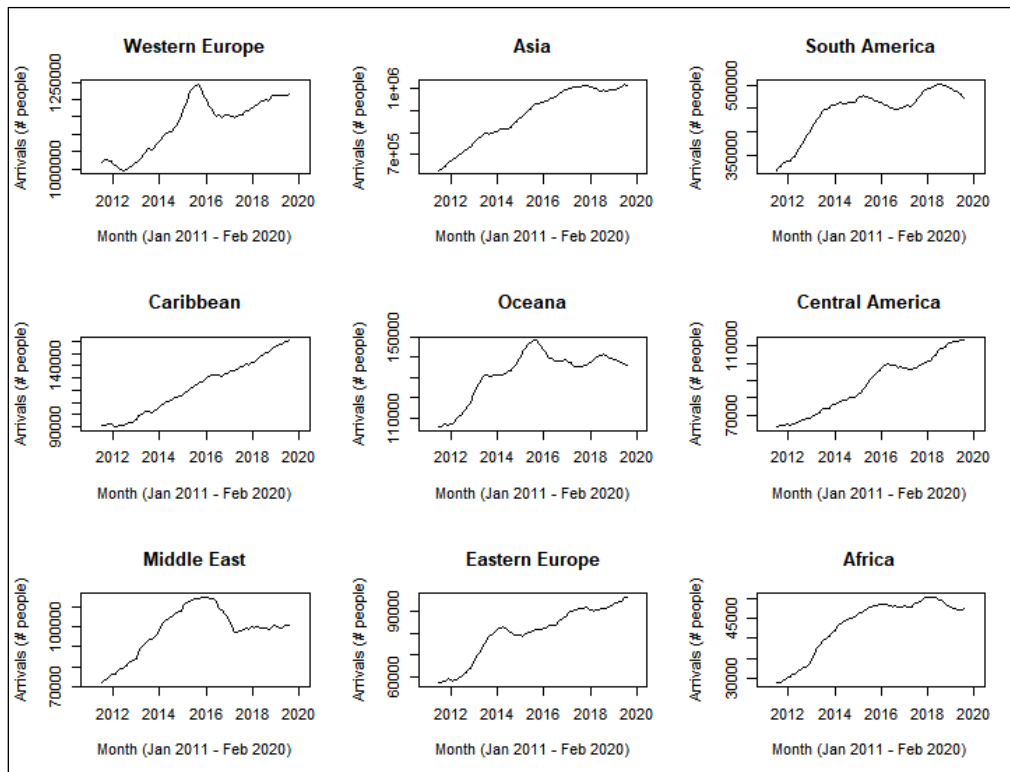 Western Europe
Arrivals (# people)
1000000 1250000
2012 2014 2016 2018 2020
Month (Jan 2011 - Feb 2020)
Asia
Arrivals (# people)
7e+05 1e+06
2012 2014 2016 2018 2020
Month (Jan 2011 - Feb 2020)
South America
Arrivals (# people)
350000 500000
2012 2014 2016 2018 2020
Month (Jan 2011 - Feb 2020)
Caribbean
Arrivals (# people)
90000 140000
2012 2014 2016 2018 2020
Month (Jan 2011 - Feb 2020)
Oceana
Arrivals (# people)
110000 150000
2012 2014 2016 2018 2020
Month (Jan 2011 - Feb 2020)
Central America
Arrivals (# people)
70000 110000
2012 2014 2016 2018 2020
Month (Jan 2011 - Feb 2020)
Middle East
Arrivals (# people)
70000 100000
2012 2014 2016 2018 2020
Month (Jan 2011 - Feb 2020)
Eastern Europe
Arrivals (# people)
60000 90000
2012 2014 2016 2018 2020
Month (Jan 2011 - Feb 2020)
Africa
Arrivals (# people)
30000 45000
2012 2014 2016 2018 2020
Month (Jan 2011 - Feb 2020)